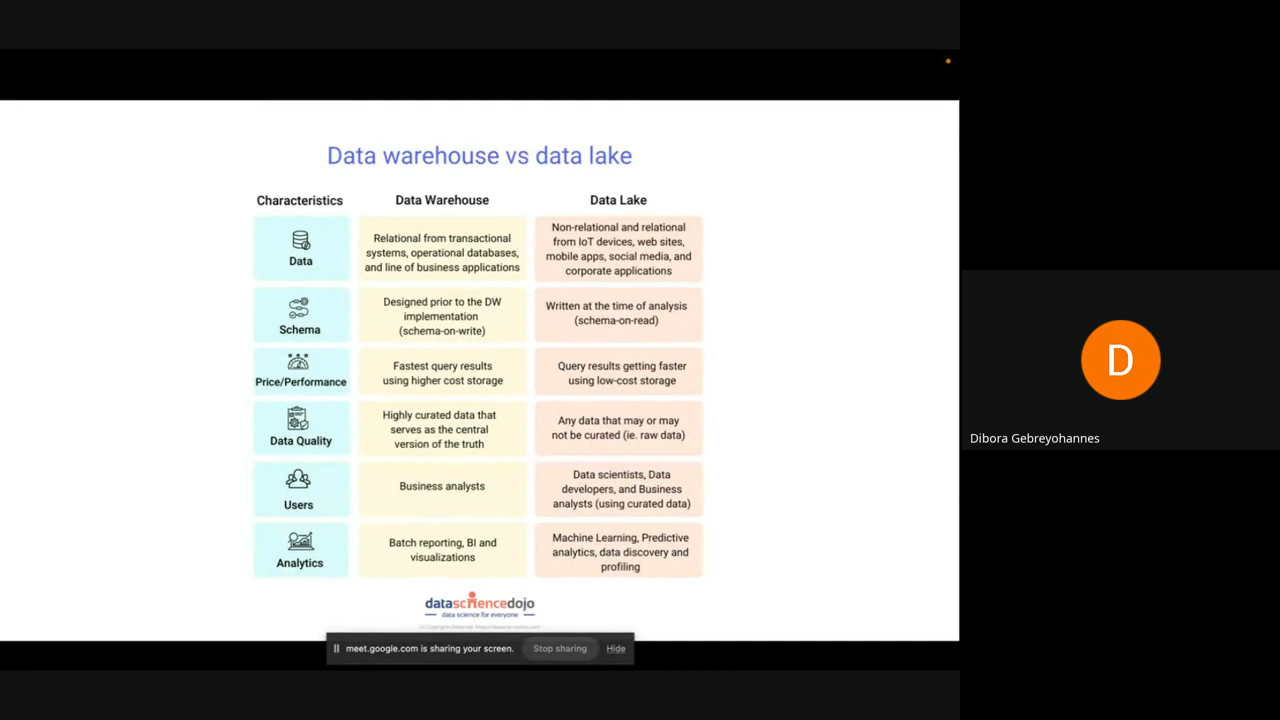 Data warehouse vs data lake
Characteristics
Data Warehouse
Data Lake
Data
Relational from transactional
systems, operational databases,
and line of business applications
Non-relational and relational
from IoT devices, web sites,
mobile apps, social media, and
corporate applications
Schema
Designed prior to the DW
implementation
(schema-on-write)
Written at the time of analysis
(schema-on-read)
Price/Performance
Fastest query results
using higher cost storage
Query results getting faster
using low-cost storage
Data Quality
Highly curated data that
serves as the central
version of the truth
Any data that may or may
not be curated (ie. raw data)
Users
Business analysts
Data scientists, Data
developers, and Business
analysts (using curated data)
Analytics
Batch reporting, BI and
visualizations
Machine Learning, Predictive
analytics, data discovery and
profiling
datasciencedojo
data science for everyone
meet.google.com is sharing your screen.
Stop sharing
Hide
D
Dibora Gebreyohannes